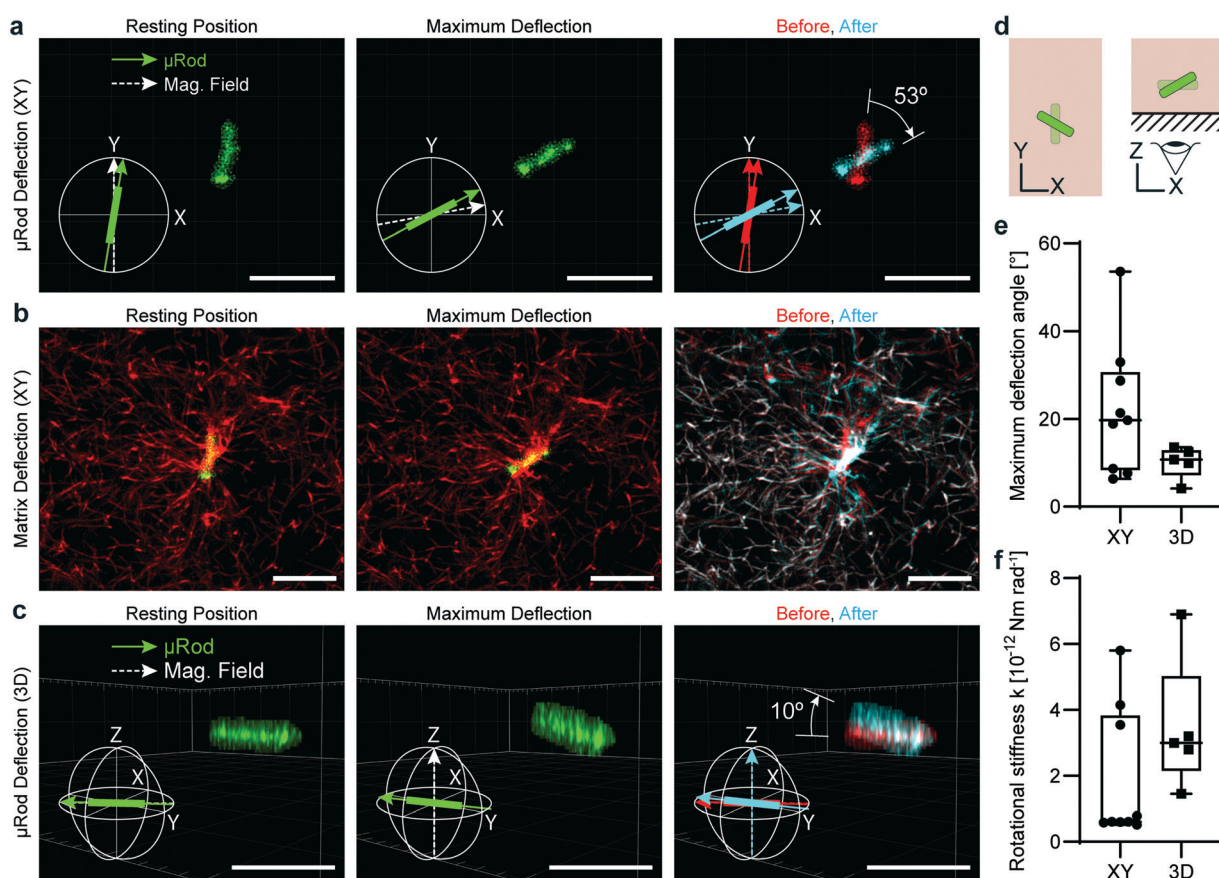 a
Resting Position
Maximum Deflection
Before, After
µRod Deflection (XY)
µRod
Mag. Field
Y
X
Y
X
Y
X
53º
b
Resting Position
Maximum Deflection
Before, After
Matrix Deflection (XY)
c
Resting Position
Maximum Deflection
Before, After
µRod Deflection (3D)
µRod
Mag. Field
Z
X
Y
Z
X
Y
Z
X
Y
10º
d
Y
X
Z
X
e
Maximum deflection angle [°]
60
40
20
0
XY 3D
f
Rotational stiffness k [10⁻¹² Nm rad⁻¹]
8
6
4
2
0
XY 3D